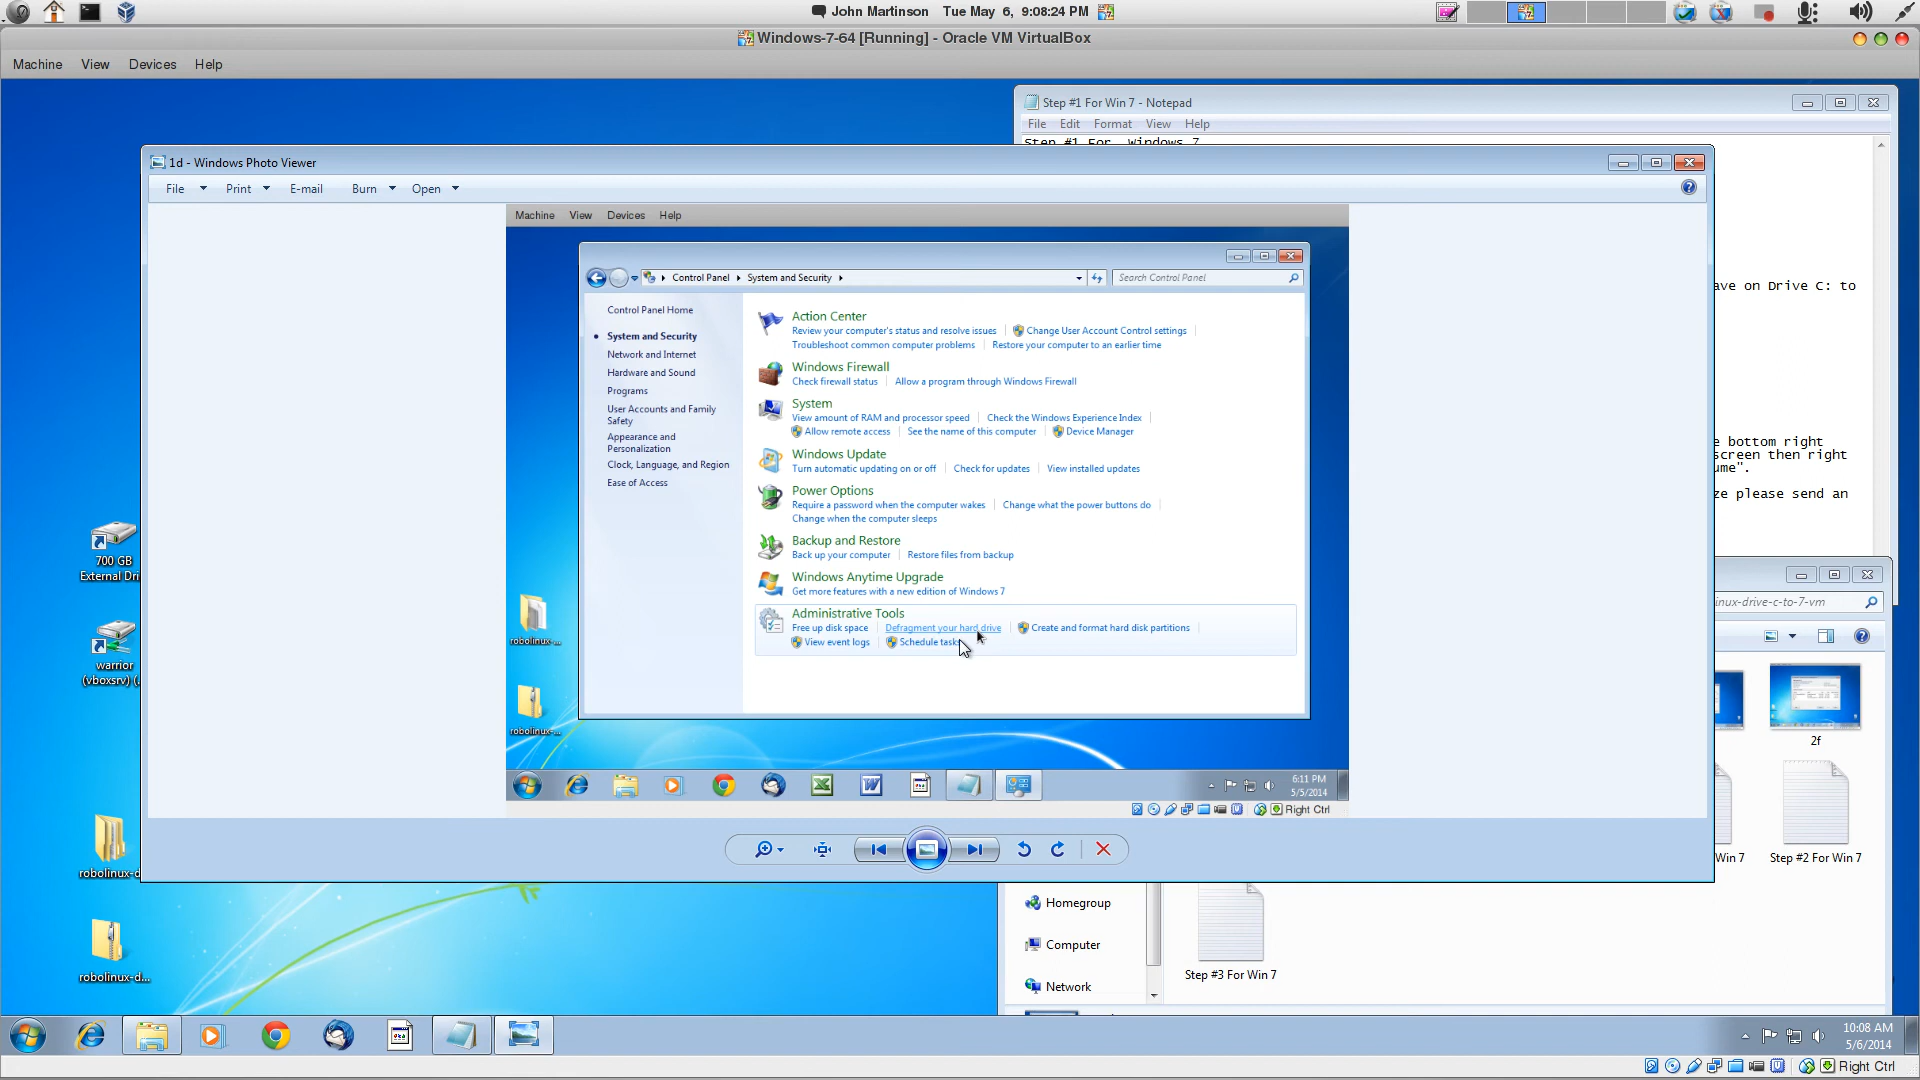 John Martinson Tue May 6, 9:08:24 PM
Windows-7-64 [Running] - Oracle VM VirtualBox
Machine View Devices Help
Step #1 For Win 7 - Notepad
File Edit Format View Help
Step #1 For Windows 7
1d - Windows Photo Viewer
File Print E-mail Burn Open
Machine View Devices Help
Control Panel System and Security
Search Control Panel
Control Panel Home
System and Security
Network and Internet
Hardware and Sound
Programs
User Accounts and Family
Safety
Appearance and
Personalization
Clock, Language, and Region
Ease of Access
Action Center
Review your computer's status and resolve issues Change User Account Control settings
Troubleshoot common computer problems Restore your computer to an earlier time
Windows Firewall
Check firewall status Allow a program through Windows Firewall
System
View amount of RAM and processor speed Check the Windows Experience Index
Allow remote access See the name of this computer Device Manager
Windows Update
Turn automatic updating on or off Check for updates View installed updates
Power Options
Require a password when the computer wakes Change what the power buttons do
Change when the computer sleeps
Backup and Restore
Back up your computer Restore files from backup
Windows Anytime Upgrade
Get more features with a new edition of Windows 7
Administrative Tools
Free up disk space Defragment your hard drive Create and format hard disk partitions
View event logs Schedule tasks
robolinux-...
robolinux-...
6:11 PM
5/5/2014
Right Ctrl
ave on Drive C: to
e bottom right
screen then right
ume".
ze please send an
inux-drive-c-to-7-vm
2f
Win 7
Step #2 For Win 7
Step #3 For Win 7
Homegroup
Computer
Network
700 GB
External Dri
warrior
(vboxsrv) (.
robolinux-d
robolinux-d...
10:08 AM
5/6/2014
Right Ctrl